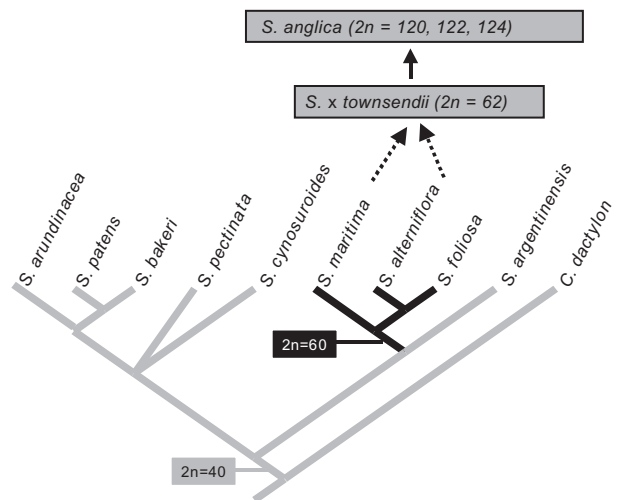 S. anglica (2n = 120, 122, 124)
S. x townsendii (2n = 62)
S. arundinacea
S. patens
S. bakeri
S. pectinata
S. cynosuroides
S. maritima
S. alterniflora
S. foliosa
S. argentinensis
C. dactylon
2n=60
2n=40